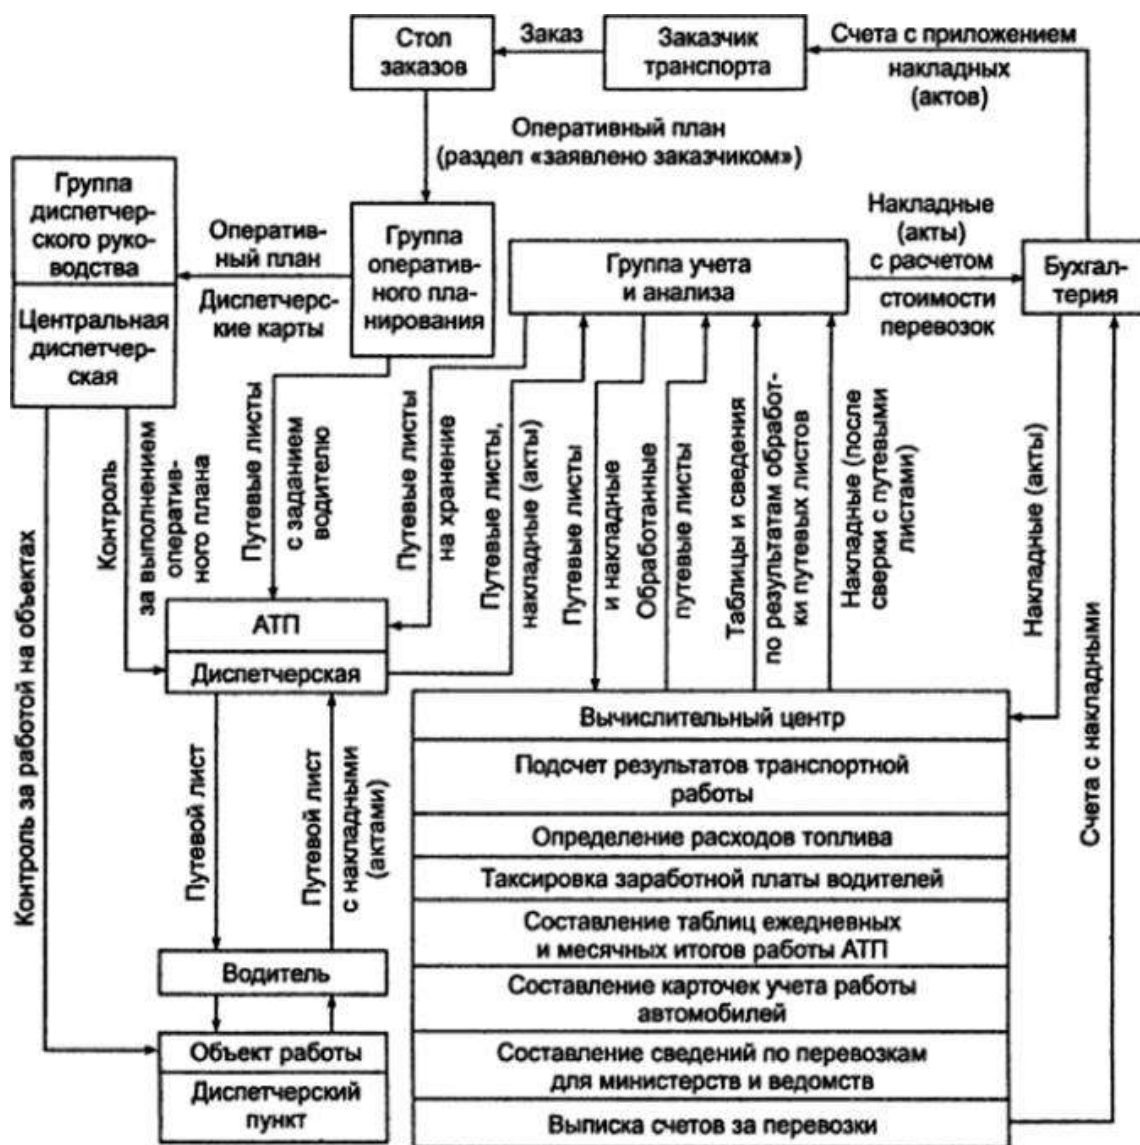 Стол
заказов
Заказ
Заказчик
транспорта
Счета с приложением
накладных
(актов)
Оперативный план
(раздел «заявлено заказчиком»)
Группа
диспетчер-
ского руко-
водства
Центральная
диспетчер-
ская
Оператив-
ный план
Диспетчерс-
кие карты
Группа
оператив-
ного пла-
нирования
Группа учета
и анализа
Накладные
(акты)
с расчетом
стоимости
перевозок
Бухгал-
терия
Контроль
за выполнением
оператив-
ного плана
Путевые листы
с заданием
водителю
Путевые листы
на хранение
Путевые листы,
накладные (акты)
Путевые листы
и накладные
Обработанные
путевые листы
Таблицы и сведения
по результатам обработ-
ки путевых листов
Накладные (после
сверки с путевыми
листами)
Накладные (акты)
Счета с накладными
Контроль за работой на объектах
АТП
Диспетчерская
Путевой лист
Путевой лист
с накладными
(актами)
Водитель
Объект работы
Диспетчерский
пункт
Вычислительный центр
Подсчет результатов транспортной
работы
Определение расходов топлива
Таксировка заработной платы водителей
Составление таблиц ежедневных
и месячных итогов работы АТП
Составление карточек учета работы
автомобилей
Составление сведений по перевозкам
для министерств и ведомств
Выписка счетов за перевозки